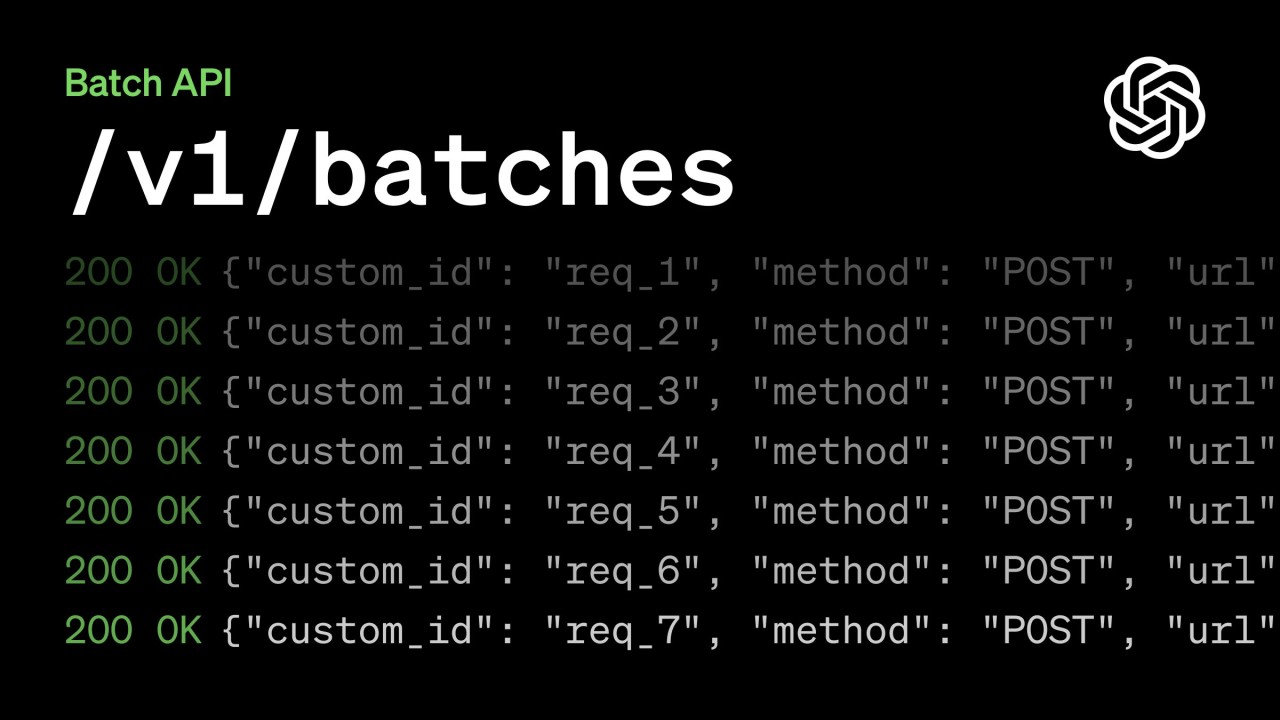 Batch API
/v1/batches
200 OK {"custom_id": "req_1", "method": "POST", "url"
200 OK {"custom_id": "req_2", "method": "POST", "url"
200 OK {"custom_id": "req_3", "method": "POST", "url"
200 OK {"custom_id": "req_4", "method": "POST", "url"
200 OK {"custom_id": "req_5", "method": "POST", "url"
200 OK {"custom_id": "req_6", "method": "POST", "url"
200 OK {"custom_id": "req_7", "method": "POST", "url"